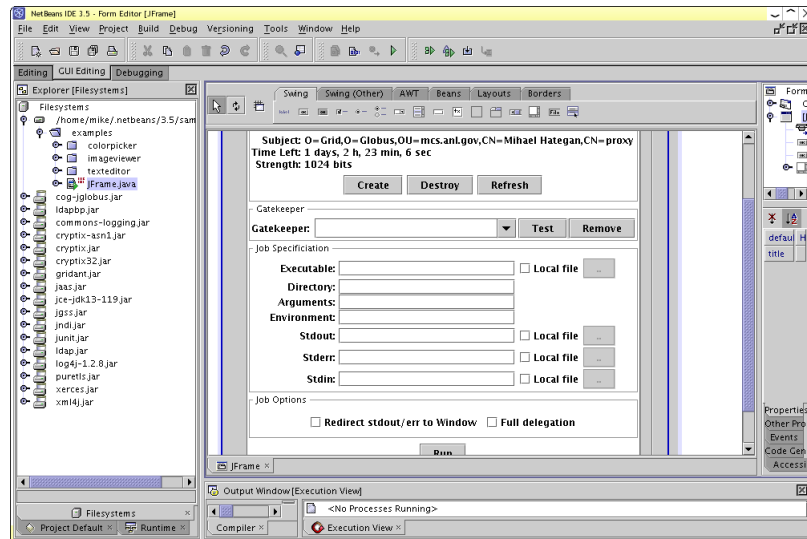 NetBeans IDE 3.5 - Form Editor [JFrame]
File Edit View Project Build Debug Versioning Tools Window Help
Editing GUI Editing Debugging
Explorer [Filesystems]
Filesystems
/home/mike/.netbeans/3.5/sam
examples
colorpicker
imageviewer
texteditor
JFrame.java
cog-jglobus.jar
ldapbp.jar
commons-logging.jar
cryptix-asn1.jar
cryptix.jar
cryptix32.jar
gridant.jar
jaas.jar
jce-jdk13-119.jar
jgss.jar
jndi.jar
junit.jar
ldap.jar
log4j-1.2.8.jar
puretls.jar
xerces.jar
xml4j.jar
Filesystems
Project Default Runtime
Swing Swing (Other) AWT Beans Layouts Borders
Subject: O=Grid,O=Globus,OU=mcs.anl.gov,CN=Mihael Hategan,CN=proxy
Time Left: 1 days, 2 h, 23 min, 6 sec
Strength: 1024 bits
Create Destroy Refresh
Gatekeeper
Gatekeeper: Test Remove
Job Specificiation
Executable: Local file ..
Directory:
Arguments:
Environment:
Stdout: Local file ..
Stderr: Local file ..
Stdin: Local file ..
Job Options
Redirect stdout/err to Window Full delegation
Run
JFrame
Output Window [Execution View]
<No Processes Running>
Compiler Execution View
Form
defau H
title
Propertie
Other Pro
Events
Code Gen
Accessi